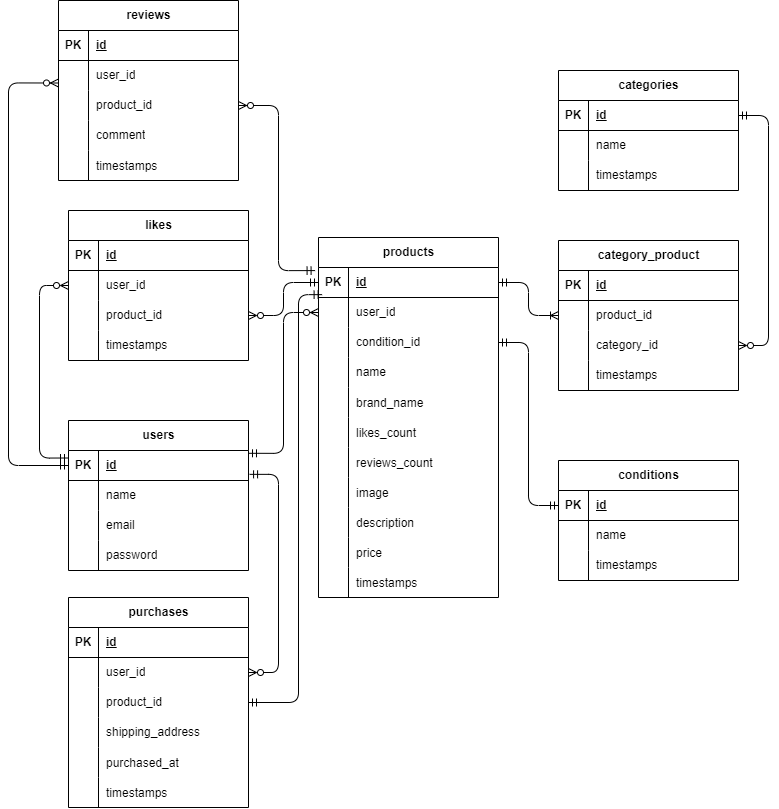 reviews
PK id
user_id
product_id
comment
timestamps
likes
PK id
user_id
product_id
timestamps
users
PK id
name
email
password
purchases
PK id
user_id
product_id
shipping_address
purchased_at
timestamps
products
PK id
user_id
condition_id
name
brand_name
likes_count
reviews_count
image
description
price
timestamps
categories
PK id
name
timestamps
category_product
PK id
product_id
category_id
timestamps
conditions
PK id
name
timestamps